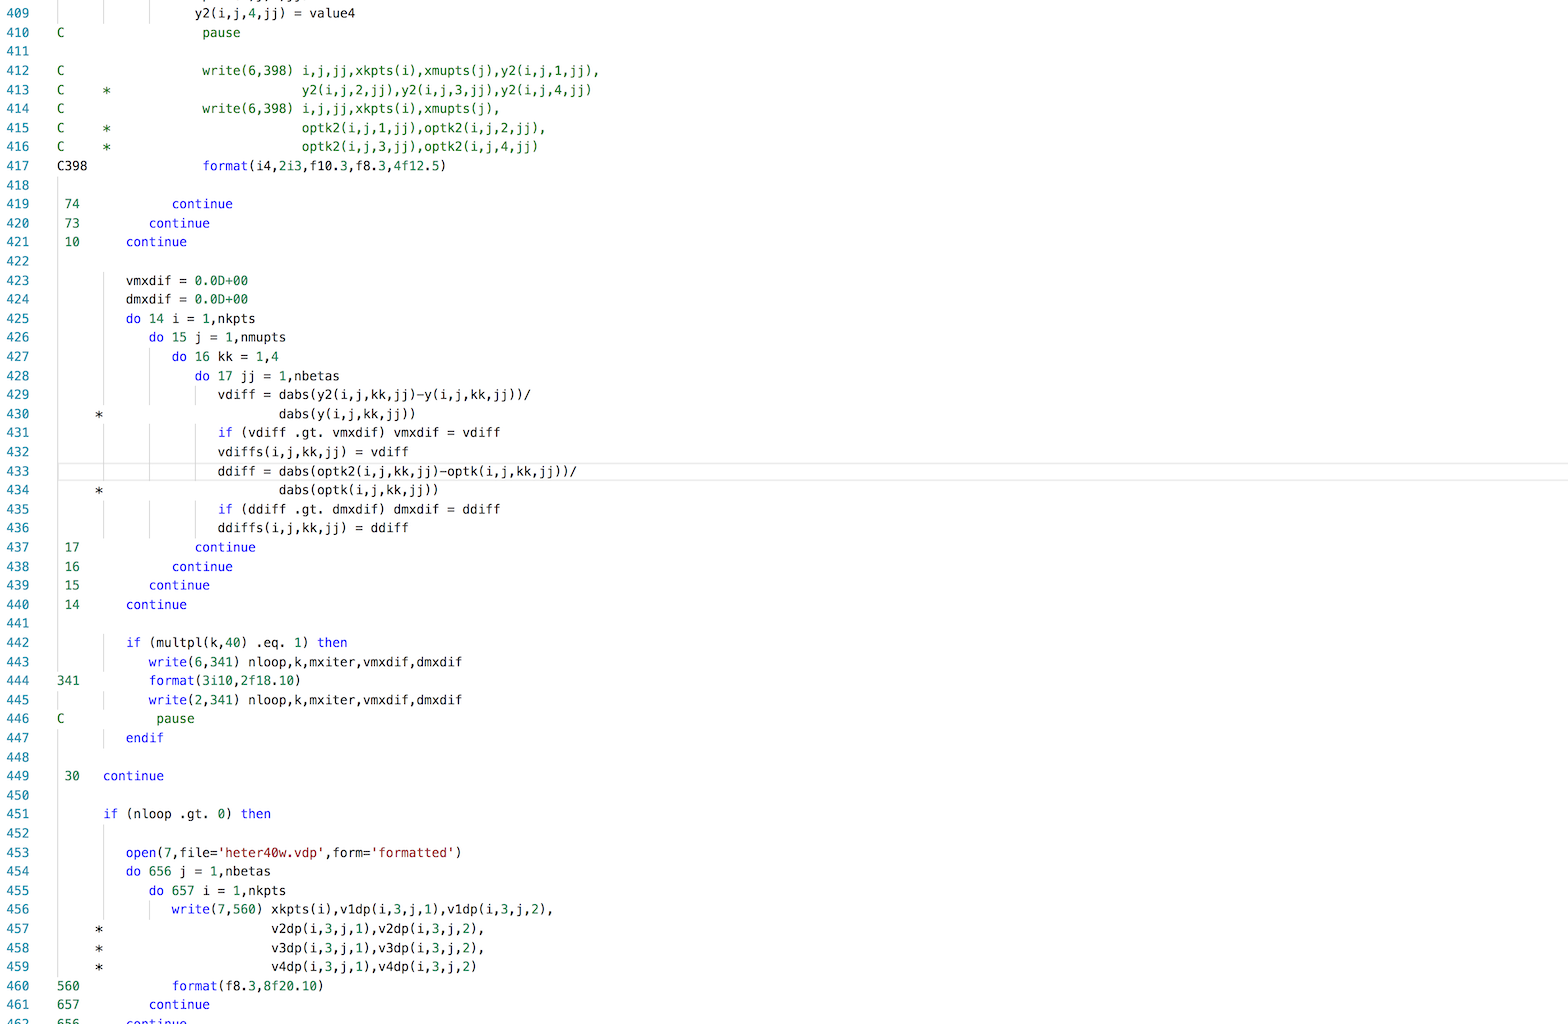 409 y2(i,j,4,jj) = value4
410 C pause
411
412 C write(6,398) i,j,jj,xkpts(i),xmupts(j),y2(i,j,1,jj),
413 C * y2(i,j,2,jj),y2(i,j,3,jj),y2(i,j,4,jj)
414 C write(6,398) i,j,jj,xkpts(i),xmupts(j),
415 C * optk2(i,j,1,jj),optk2(i,j,2,jj),
416 C * optk2(i,j,3,jj),optk2(i,j,4,jj)
417 C398 format(i4,2i3,f10.3,f8.3,4f12.5)
418
419 74 continue
420 73 continue
421 10 continue
422
423 vmxdif = 0.0D+00
424 dmxdif = 0.0D+00
425 do 14 i = 1,nkpts
426 do 15 j = 1,nmupts
427 do 16 kk = 1,4
428 do 17 jj = 1,nbetas
429 vdiff = dabs(y2(i,j,kk,jj)-y(i,j,kk,jj))/
430 * dabs(y(i,j,kk,jj))
431 if (vdiff .gt. vmxdif) vmxdif = vdiff
432 vdiffs(i,j,kk,jj) = vdiff
433 ddiff = dabs(optk2(i,j,kk,jj)-optk(i,j,kk,jj))/
434 * dabs(optk(i,j,kk,jj))
435 if (ddiff .gt. dmxdif) dmxdif = ddiff
436 ddiffs(i,j,kk,jj) = ddiff
437 17 continue
438 16 continue
439 15 continue
440 14 continue
441
442 if (multpl(k,40) .eq. 1) then
443 write(6,341) nloop,k,mxiter,vmxdif,dmxdif
444 341 format(3i10,2f18.10)
445 write(2,341) nloop,k,mxiter,vmxdif,dmxdif
446 C pause
447 endif
448
449 30 continue
450
451 if (nloop .gt. 0) then
452
453 open(7,file='heter40w.vdp',form='formatted')
454 do 656 j = 1,nbetas
455 do 657 i = 1,nkpts
456 write(7,560) xkpts(i),v1dp(i,3,j,1),v1dp(i,3,j,2),
457 * v2dp(i,3,j,1),v2dp(i,3,j,2),
458 * v3dp(i,3,j,1),v3dp(i,3,j,2),
459 * v4dp(i,3,j,1),v4dp(i,3,j,2)
460 560 format(f8.3,8f20.10)
461 657 continue
462 656 continue